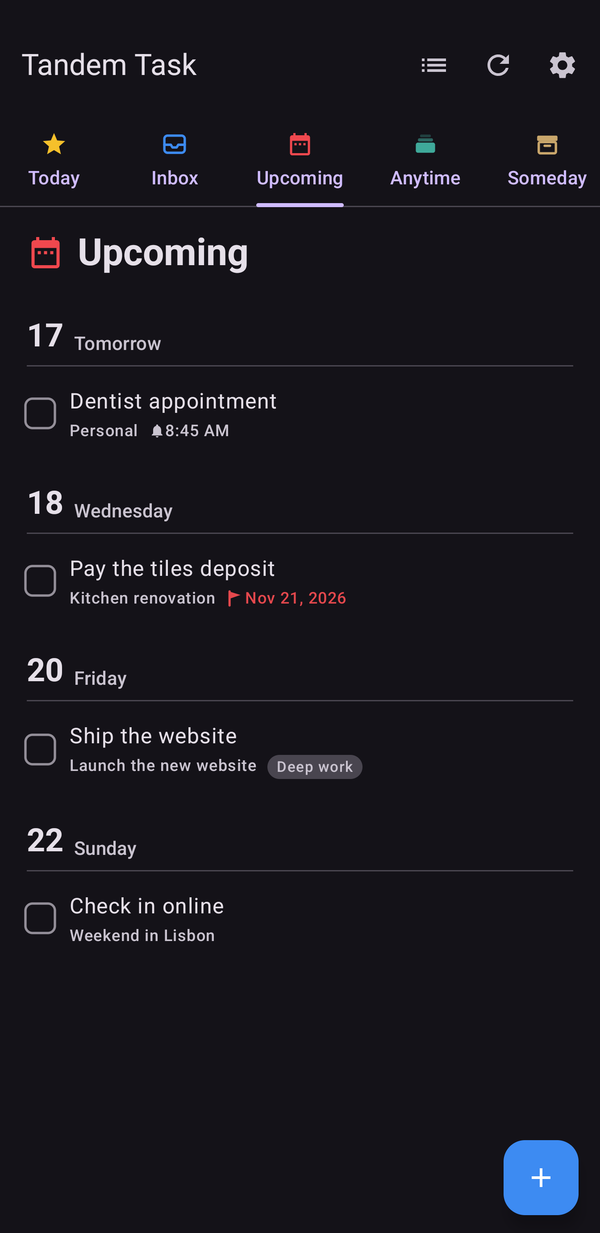 Tandem Task
Today
Inbox
Upcoming
Anytime
Someday
Upcoming
17 Tomorrow
Dentist appointment
Personal 8:45 AM
18 Wednesday
Pay the tiles deposit
Kitchen renovation Nov 21, 2026
20 Friday
Ship the website
Launch the new website Deep work
22 Sunday
Check in online
Weekend in Lisbon
+